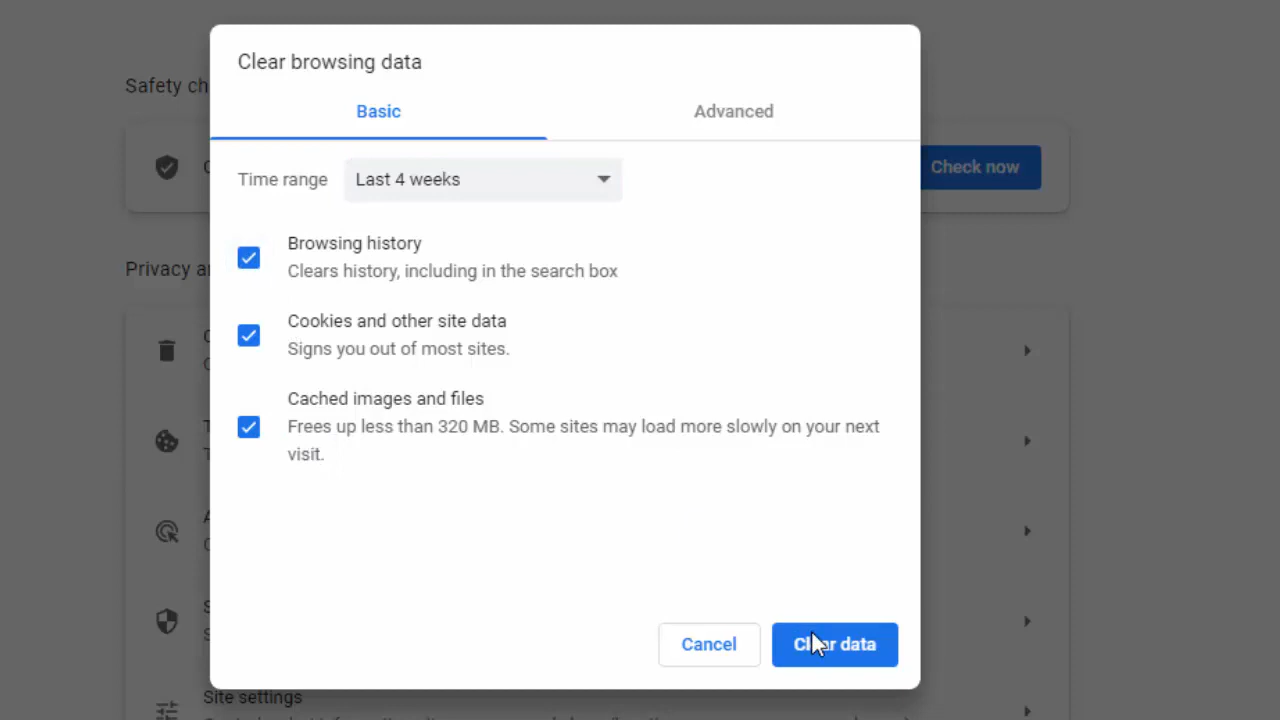 Clear browsing data
Safety ch
Basic
Advanced
Check now
Time range
Last 4 weeks
Browsing history
Clears history, including in the search box
Privacy a
Cookies and other site data
Signs you out of most sites.
Cached images and files
Frees up less than 320 MB. Some sites may load more slowly on your next
visit.
Cancel
Clear data
Site settings